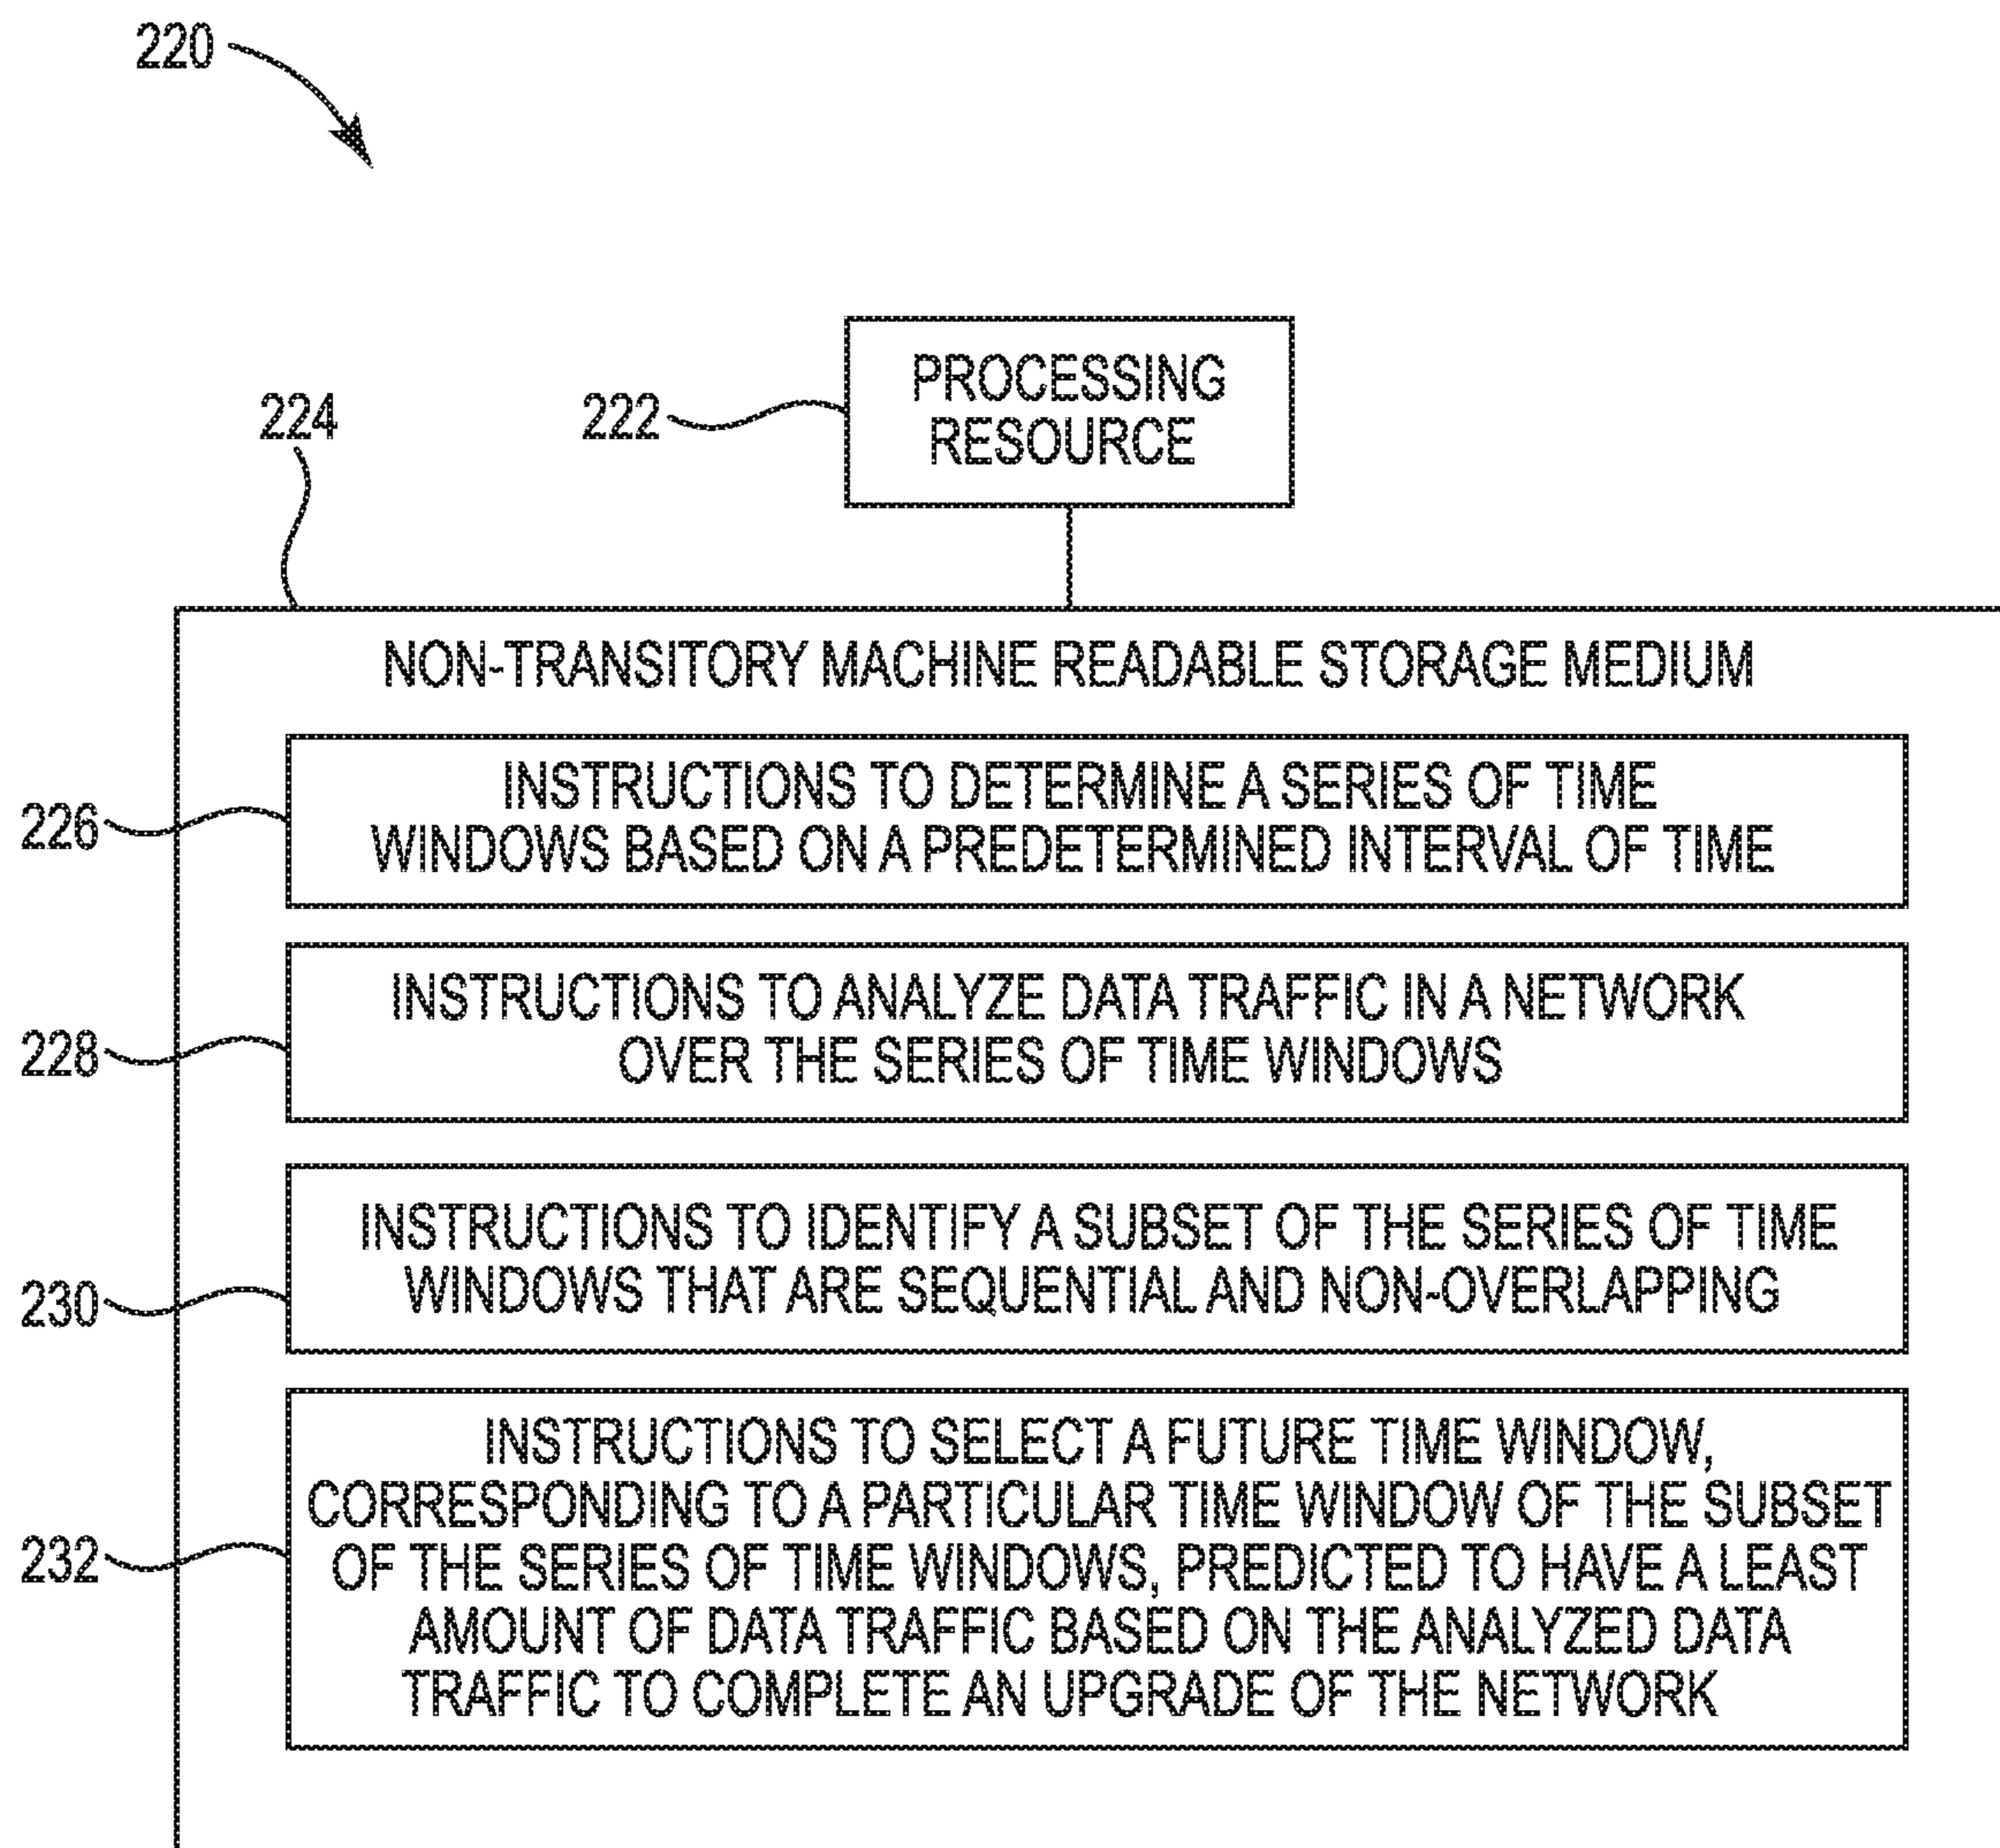 220
PROCESSING
RESOURCE
224
222
NON-TRANSITORY MACHINE READABLE STORAGE MEDIUM
INSTRUCTIONS TO DETERMINE A SERIES OF TIME
WINDOWS BASED ON A PREDETERMINED INTERVAL OF TIME
226
INSTRUCTIONS TO ANALYZE DATA TRAFFIC IN A NETWORK
OVER THE SERIES OF TIME WINDOWS
228
INSTRUCTIONS TO IDENTIFY A SUBSET OF THE SERIES OF TIME
WINDOWS THAT ARE SEQUENTIAL AND NON-OVERLAPPING
230
INSTRUCTIONS TO SELECT A FUTURE TIME WINDOW,
CORRESPONDING TO A PARTICULAR TIME WINDOW OF THE SUBSET
OF THE SERIES OF TIME WINDOWS, PREDICTED TO HAVE A LEAST
AMOUNT OF DATA TRAFFIC BASED ON THE ANALYZED DATA
TRAFFIC TO COMPLETE AN UPGRADE OF THE NETWORK
232